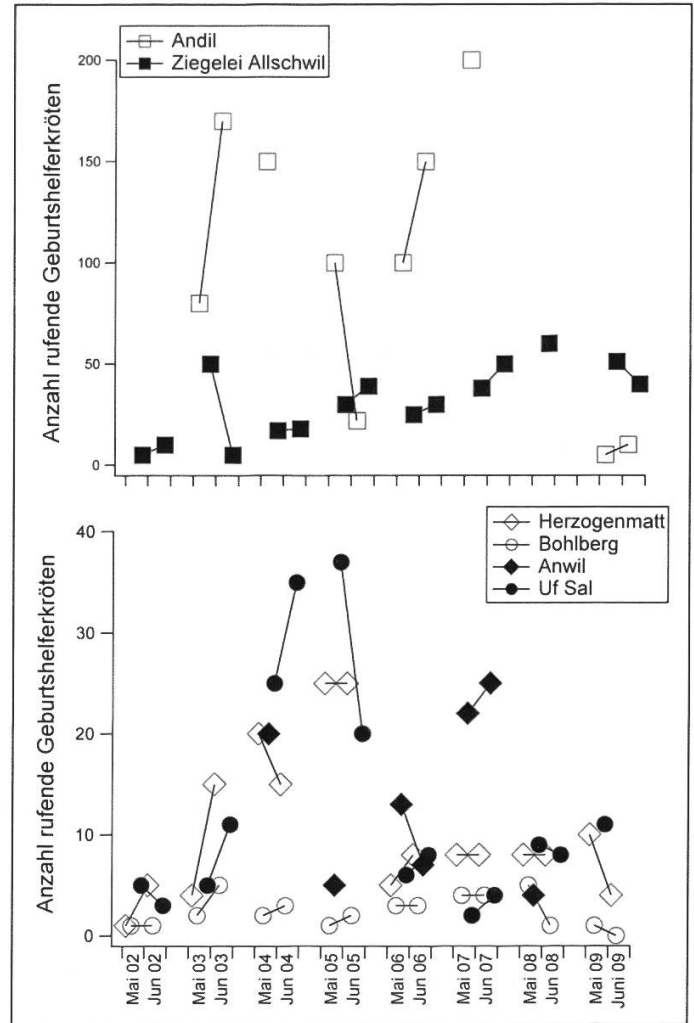 Andil
Ziegelei Allschwil
Anzahl rufende Geburtshelferkröten
200
150
100
50
0
Herzogenmatt
Bohlberg
Anwil
Uf Sal
Anzahl rufende Geburtshelferkröten
40
30
20
10
0
Mai 02
Jun 02
Mai 03
Jun 03
Mai 04
Jun 04
Mai 05
Jun 05
Mai 06
Jun 06
Mai 07
Jun 07
Mai 08
Jun 08
Mai 09
Juni 09